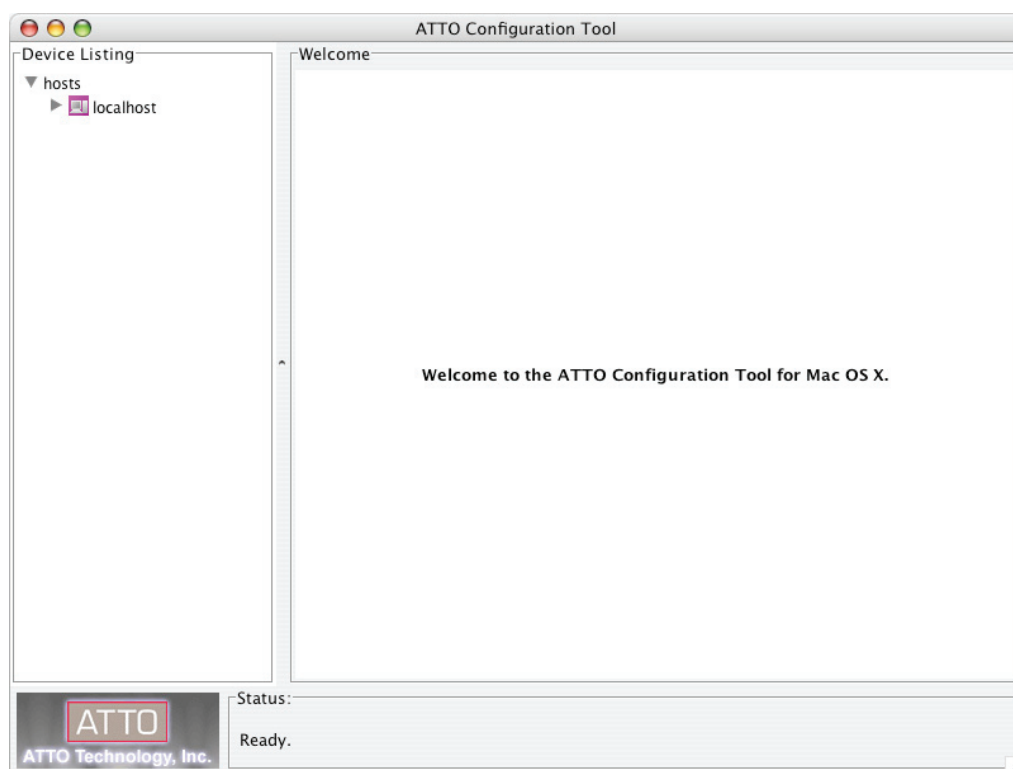 ATTO Configuration Tool
Device Listing
hosts
localhost
Welcome
Welcome to the ATTO Configuration Tool for Mac OS X.
ATTO
ATTO Technology, Inc.
Status:
Ready.